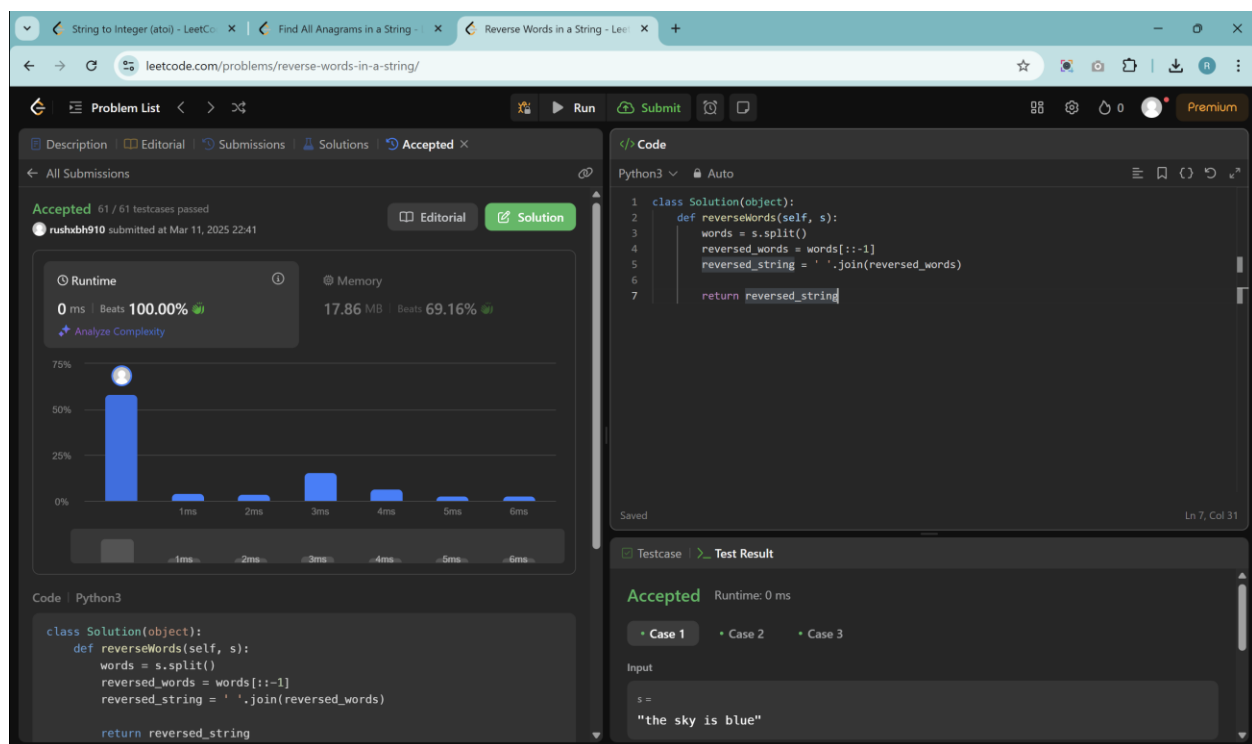 String to Integer (atoi) - LeetCo
Find All Anagrams in a String -
Reverse Words in a String - Lee
leetcode.com/problems/reverse-words-in-a-string/
R
Problem List
Run
Submit
0
Premium
Description
Editorial
Submissions
Solutions
Accepted
All Submissions
Accepted 61 / 61 testcases passed
rushxbh910 submitted at Mar 11, 2025 22:41
Editorial
Solution
Runtime
0 ms Beats 100.00%
Analyze Complexity
Memory
17.86 MB Beats 69.16%
75%
50%
25%
0%
1ms 2ms 3ms 4ms 5ms 6ms
1ms 2ms 3ms 4ms 5ms 6ms
Code | Python3
class Solution(object):
def reverseWords(self, s):
words = s.split()
reversed_words = words[::-1]
reversed_string = ' '.join(reversed_words)
return reversed_string
</> Code
Python3 Auto
1 class Solution(object):
2 def reverseWords(self, s):
3 words = s.split()
4 reversed_words = words[::-1]
5 reversed_string = ' '.join(reversed_words)
6
7 return reversed_string
Saved
Ln 7, Col 31
Testcase
>_ Test Result
Accepted Runtime: 0 ms
Case 1
Case 2
Case 3
Input
s =
"the sky is blue"